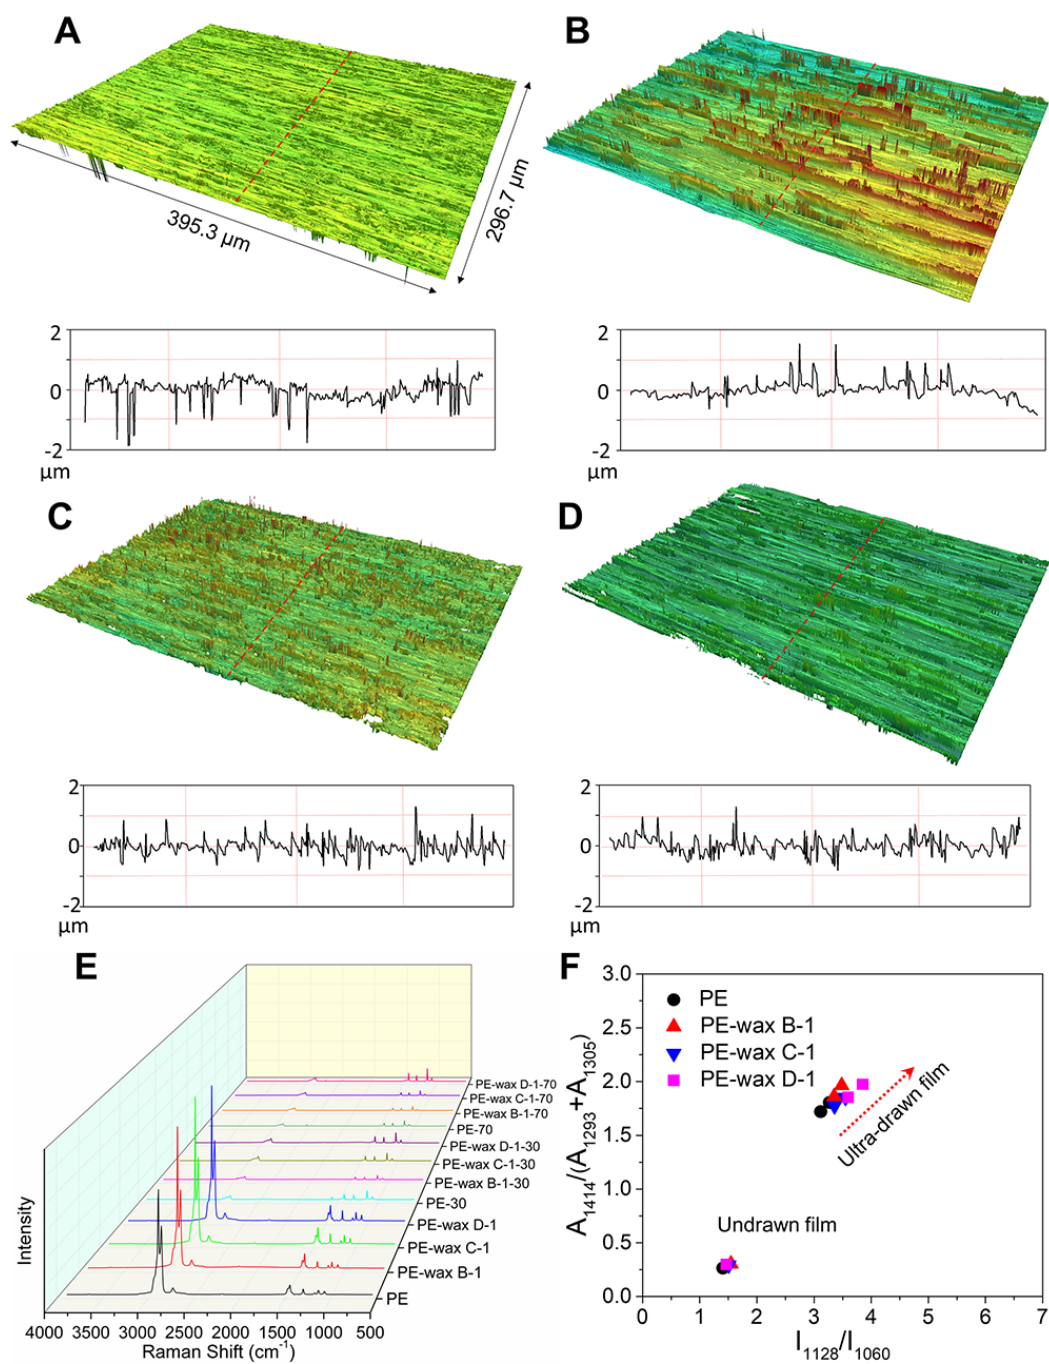 A
B
395.3 µm
296.7 µm
2
0
-2
µm
2
0
-2
µm
C
D
2
0
-2
µm
2
0
-2
µm
E
Intensity
PE-wax D-1-70
PE-wax C-1-70
PE-wax B-1-70
PE-70
PE-wax D-1-30
PE-wax C-1-30
PE-wax B-1-30
PE-30
PE-wax D-1
PE-wax C-1
PE-wax B-1
PE
4000 3500 3000 2500 2000 1500 1000 500
Raman Shift (cm⁻¹)
F
A₁₄₁₄/(A₁₂₉₃+A₁₃₀₅)
3.0
2.5
2.0
1.5
1.0
0.5
0.0
PE
PE-wax B-1
PE-wax C-1
PE-wax D-1
Ultra-drawn film
Undrawn film
0 1 2 3 4 5 6 7
I₁₁₂₈/I₁₀₆₀